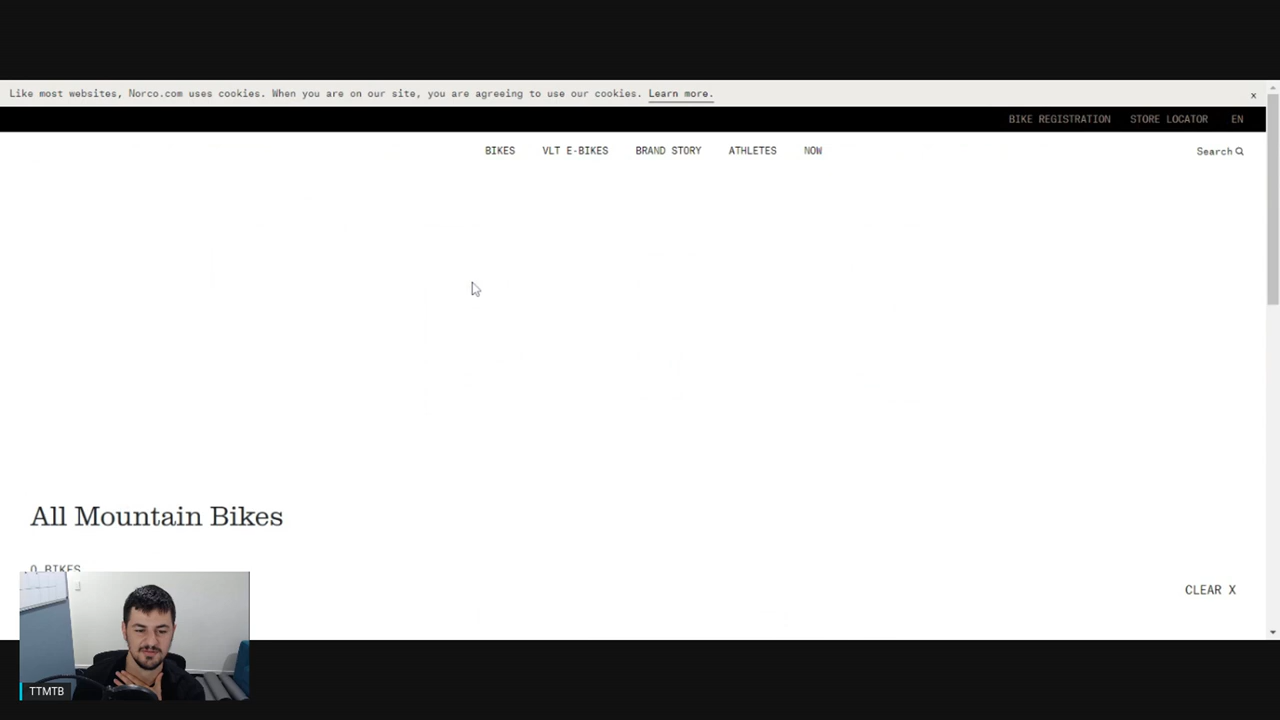 Like most websites, Norco.com uses cookies. When you are on our site, you are agreeing to use our cookies. Learn more. x
BIKE REGISTRATION STORE LOCATOR EN
BIKES VLT E-BIKES BRAND STORY ATHLETES NOW Search
All Mountain Bikes
0 BIKES
CLEAR X
TTMTB